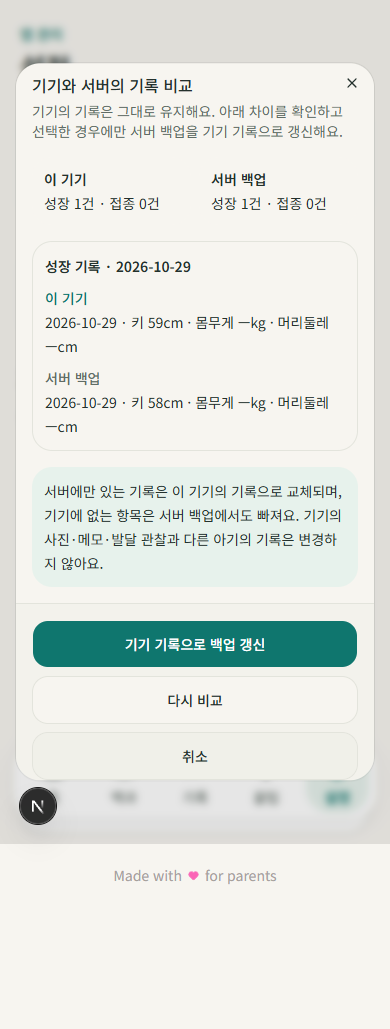 기기와 서버의 기록 비교
기기의 기록은 그대로 유지해요. 아래 차이를 확인하고
선택한 경우에만 서버 백업을 기기 기록으로 갱신해요.
이 기기
성장 1건 · 접종 0건
서버 백업
성장 1건 · 접종 0건
성장 기록 · 2026-10-29
이 기기
2026-10-29 · 키 59cm · 몸무게 —kg · 머리둘레
—cm
서버 백업
2026-10-29 · 키 58cm · 몸무게 —kg · 머리둘레
—cm
서버에만 있는 기록은 이 기기의 기록으로 교체되며,
기기에 없는 항목은 서버 백업에서도 빠져요. 기기의
사진·메모·발달 관찰과 다른 아기의 기록은 변경하
지 않아요.
기기 기록으로 백업 갱신
다시 비교
취소
N
Made with for parents